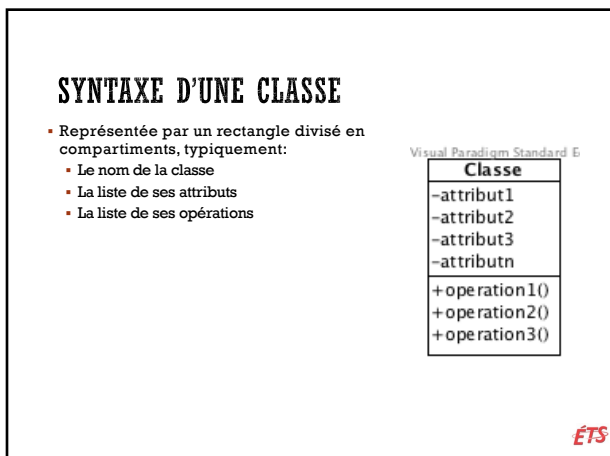 SYNTAXE D'UNE CLASSE
▪ Représentée par un rectangle divisé en
compartiments, typiquement:
▪ Le nom de la classe
▪ La liste de ses attributs
▪ La liste de ses opérations
Visual Paradigm Standard E
Classe
-attribut1
-attribut2
-attribut3
-attributn
+operation1()
+operation2()
+operation3()
ÉTS